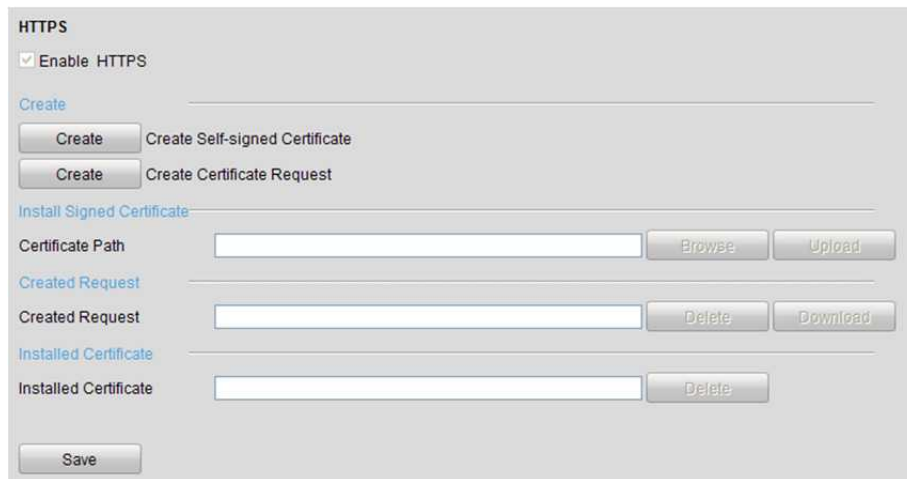 HTTPS
Enable HTTPS
Create
Create Create Self-signed Certificate
Create Create Certificate Request
Install Signed Certificate
Certificate Path Browse Upload
Created Request
Created Request Delete Download
Installed Certificate
Installed Certificate Delete
Save